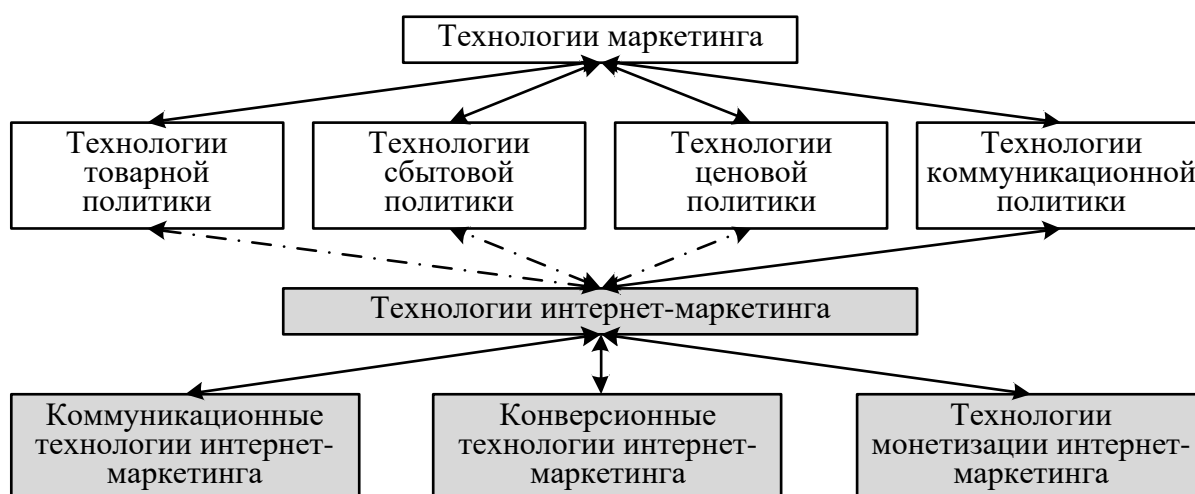 Технологии маркетинга
Технологии
товарной
политики
Технологии
сбытовой
политики
Технологии
ценовой
политики
Технологии
коммуникационной
политики
Технологии интернет-маркетинга
Коммуникационные
технологии интернет-
маркетинга
Конверсионные
технологии интернет-
маркетинга
Технологии
монетизации интернет-
маркетинга